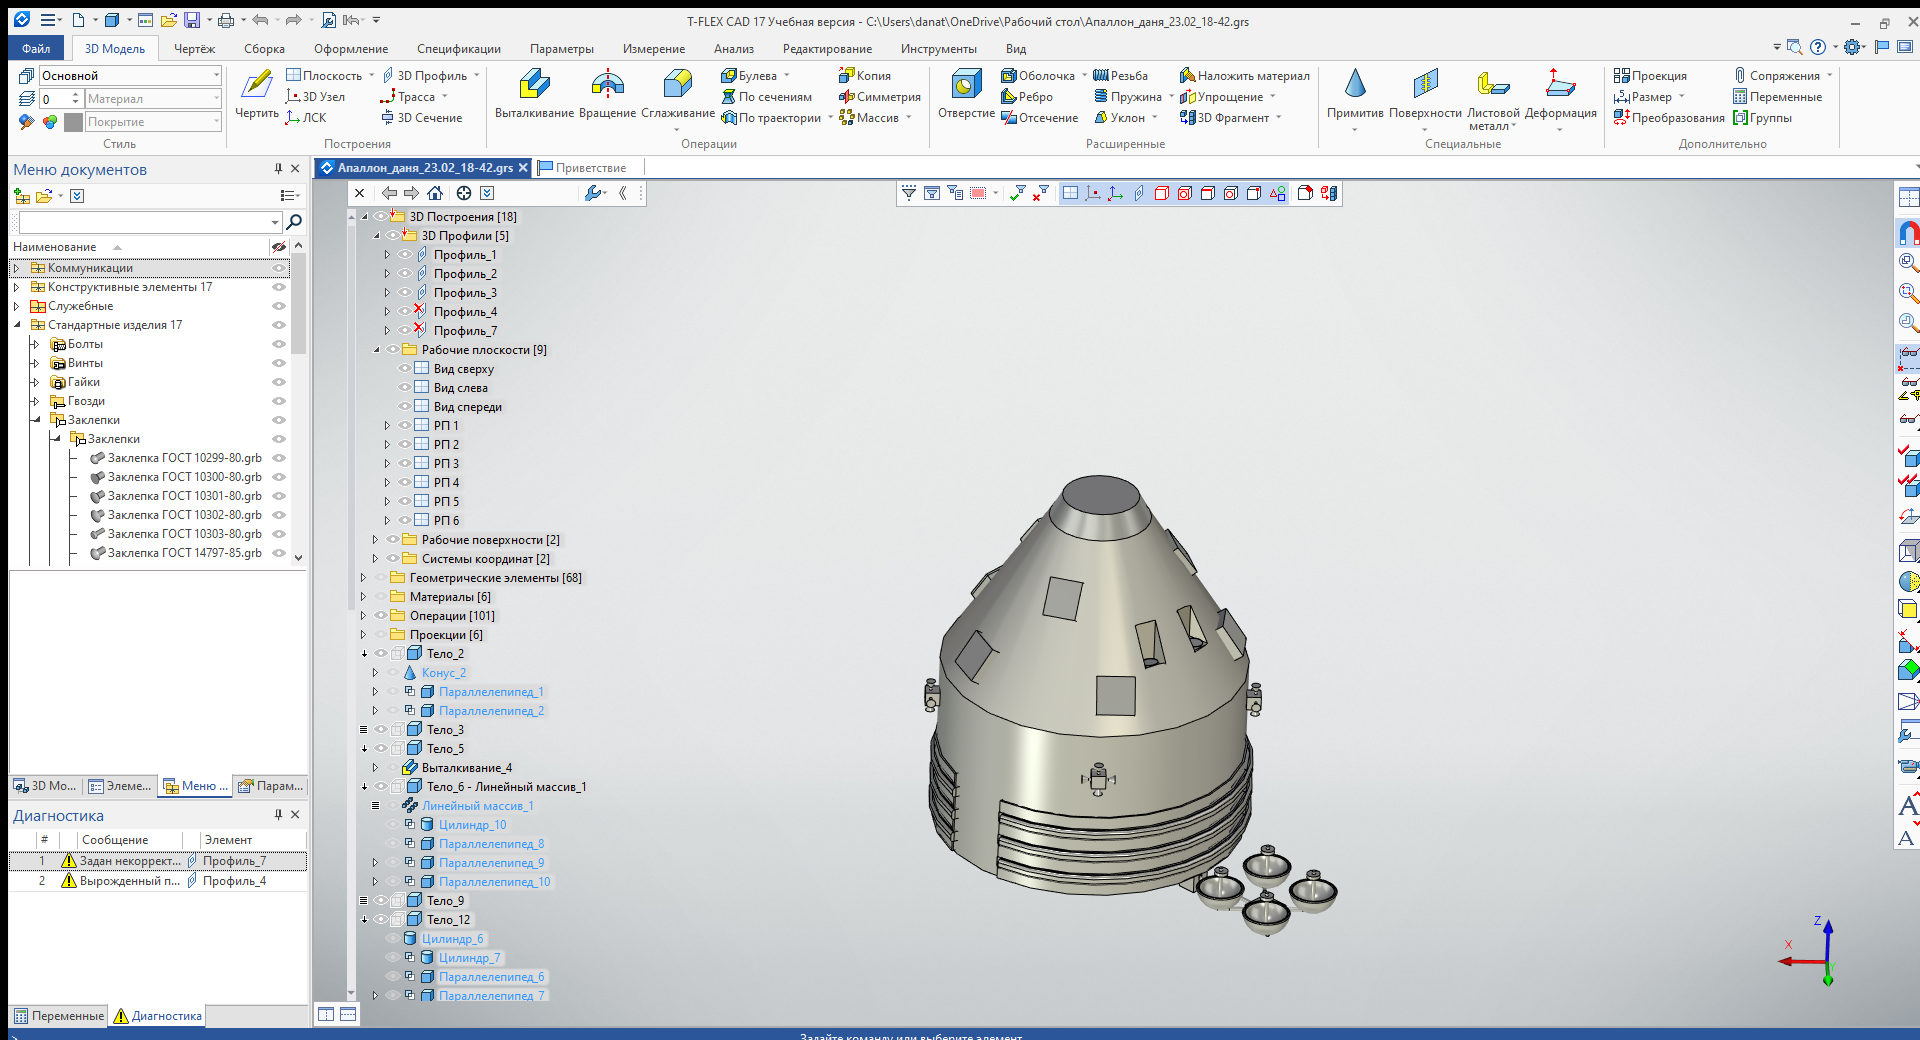 T-FLEX CAD 17 Учебная версия - C:\Users\danat\OneDrive\Рабочий стол\Апаллон_даня_23.02_18-42.grs
Файл 3D Модель Чертёж Сборка Оформление Спецификации Параметры Измерение Анализ Редактирование Инструменты Вид
Основной
0 Материал
Покрытие
Стиль
Чертить
Плоскость 3D Профиль
3D Узел Трасса
ЛСК 3D Сечение
Построения
Выталкивание Вращение Сглаживание
Булева Копия
По сечениям Симметрия
По траектории Массив
Операции
Отверстие
Оболочка Резьба Наложить материал
Ребро Пружина Упрощение
Отсечение Уклон 3D Фрагмент
Расширенные
Примитив Поверхности Листовой металл Деформация
Специальные
Проекция Сопряжения
Размер Переменные
Преобразования Группы
Дополнительно
Меню документов
Наименование
Коммуникации
Конструктивные элементы 17
Служебные
Стандартные изделия 17
Болты
Винты
Гайки
Гвозди
Заклепки
Заклепки
Заклепка ГОСТ 10299-80.grb
Заклепка ГОСТ 10300-80.grb
Заклепка ГОСТ 10301-80.grb
Заклепка ГОСТ 10302-80.grb
Заклепка ГОСТ 10303-80.grb
Заклепка ГОСТ 14797-85.grb
3D Мо... Элеме... Меню ... Парам...
Диагностика
# Сообщение Элемент
1 Задан некоррект... Профиль_7
2 Вырожденный п... Профиль_4
Переменные Диагностика
Апаллон_даня_23.02_18-42.grs Приветствие
3D Построения [18]
3D Профили [5]
Профиль_1
Профиль_2
Профиль_3
Профиль_4
Профиль_7
Рабочие плоскости [9]
Вид сверху
Вид слева
Вид спереди
РП 1
РП 2
РП 3
РП 4
РП 5
РП 6
Рабочие поверхности [2]
Системы координат [2]
Геометрические элементы [68]
Материалы [6]
Операции [101]
Проекции [6]
Тело_2
Конус_2
Параллелепипед_1
Параллелепипед_2
Тело_3
Тело_5
Выталкивание_4
Тело_6 - Линейный массив_1
Линейный массив_1
Цилиндр_10
Параллелепипед_8
Параллелепипед_9
Параллелепипед_10
Тело_9
Тело_12
Цилиндр_6
Цилиндр_7
Параллелепипед_6
Параллелепипед_7
Z
X
Y
Задайте команду или выберите элемент